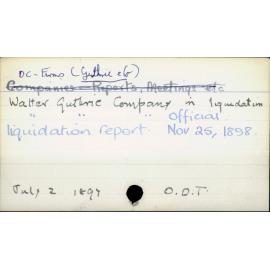 DC - Firms (Guthrie & Co)
Companies - Reports, Meetings etc
Walter Guthrie Company in liquidation
" " " Official
liquidation report. Nov 25, 1898.
July 2 1897 O.D.T.